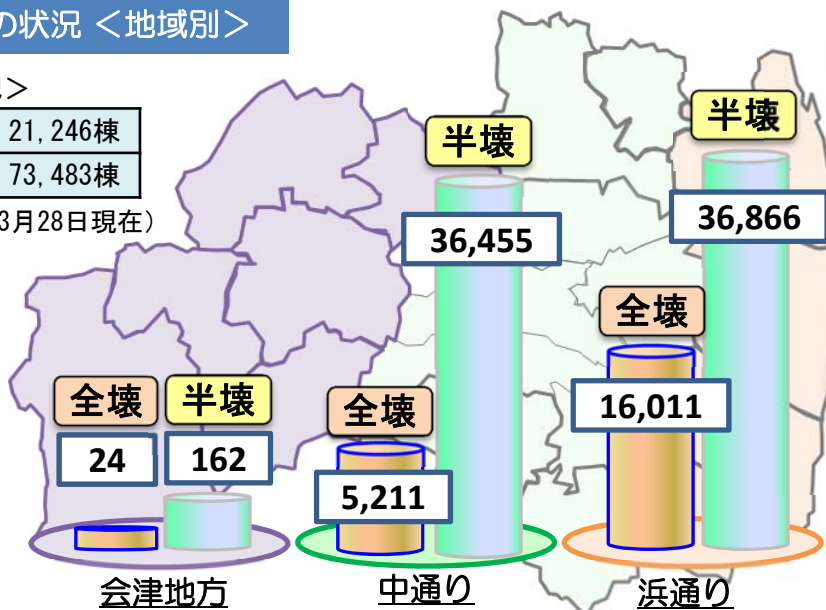 の状況 ＜地域別＞
＞
21,246棟
73,483棟
3月28日現在）
半壊
半壊
36,455
36,866
全壊
全壊
半壊
全壊
16,011
24
162
5,211
会津地方
中通り
浜通り